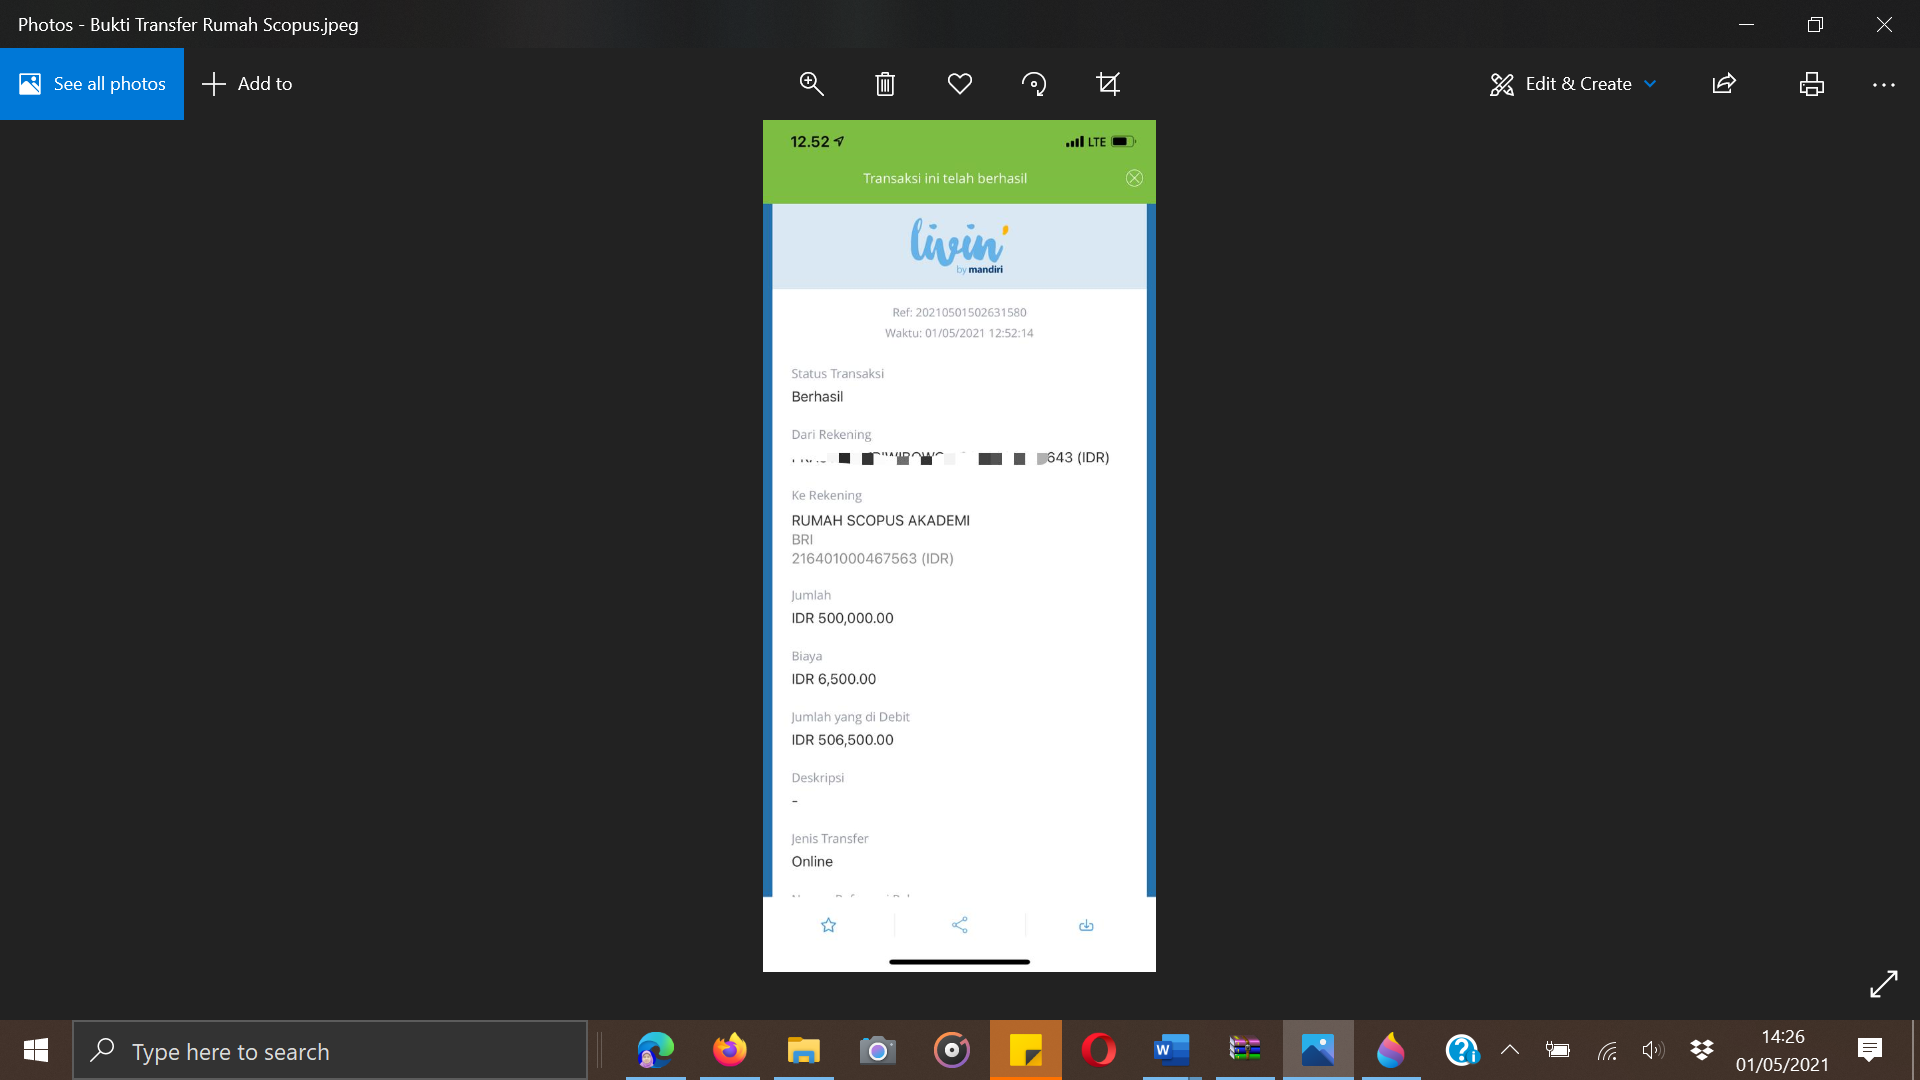 Photos - Bukti Transfer Rumah Scopus.jpeg
See all photos
Add to
Edit & Create
12.52
LTE
Transaksi ini telah berhasil
livin'
by mandiri
Ref: 20210501502631580
Waktu: 01/05/2021 12:52:14
Status Transaksi
Berhasil
Dari Rekening
643 (IDR)
Ke Rekening
RUMAH SCOPUS AKADEMI
BRI
216401000467563 (IDR)
Jumlah
IDR 500,000.00
Biaya
IDR 6,500.00
Jumlah yang di Debit
IDR 506,500.00
Deskripsi
-
Jenis Transfer
Online
Type here to search
14:26
01/05/2021